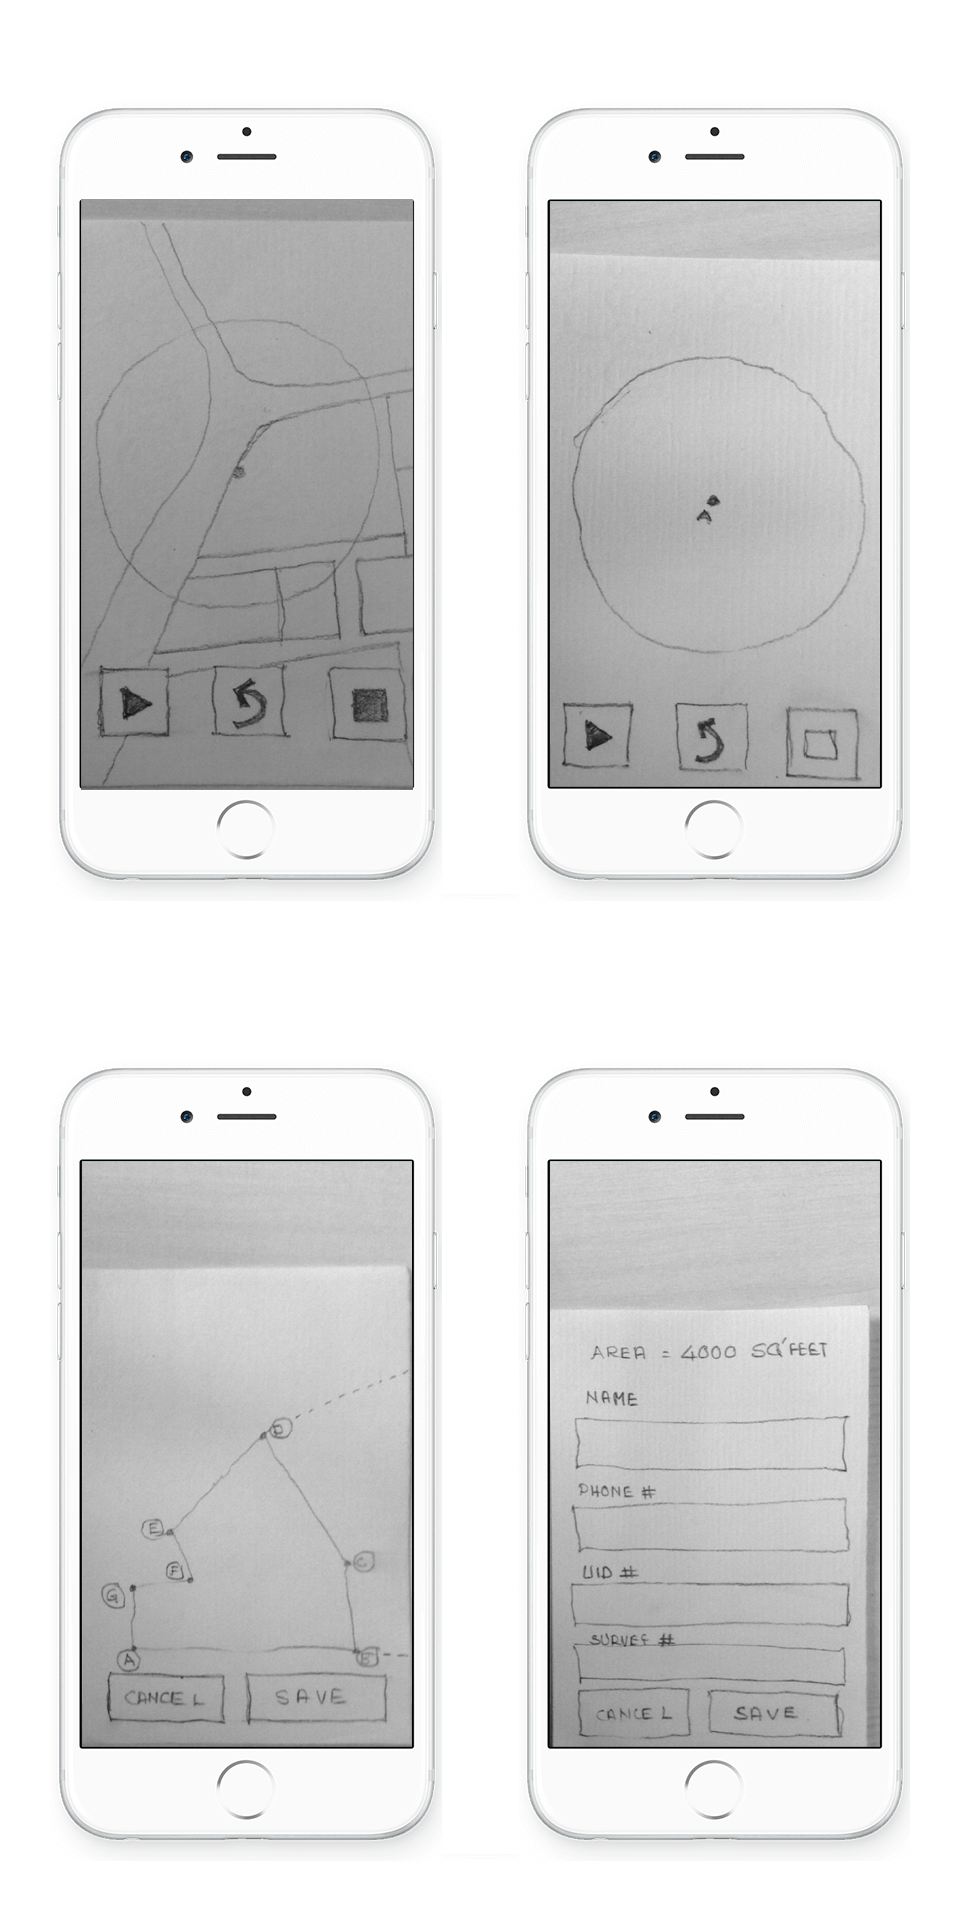 A
D
E
C
F
G
A
B
CANCEL SAVE
AREA = 4000 SQ'FEET
NAME
PHONE #
UID #
SURVEY #
CANCEL SAVE